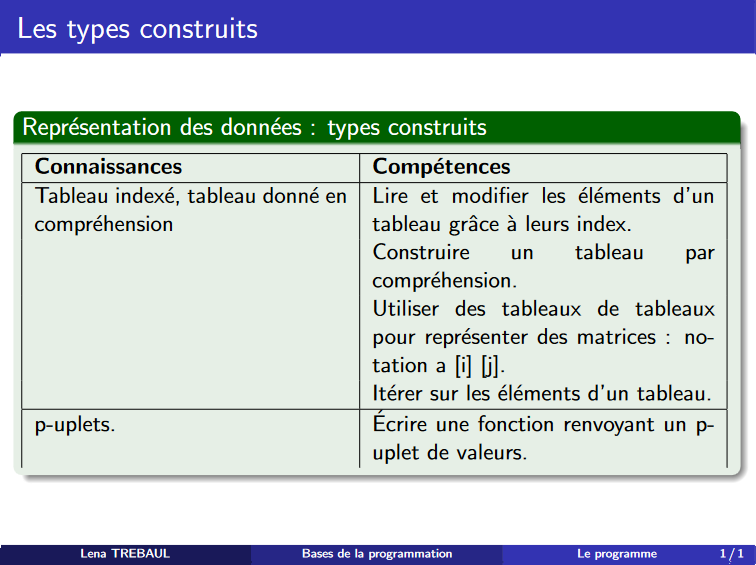 Les types construits
Représentation des données : types construits
Connaissances
Compétences
Tableau indexé, tableau donné en
compréhension
Lire et modifier les éléments d'un
tableau grâce à leurs index.
Construire un tableau par
compréhension.
Utiliser des tableaux de tableaux
pour représenter des matrices : no-
tation a [i] [j].
Itérer sur les éléments d'un tableau.
p-uplets.
Écrire une fonction renvoyant un p-
uplet de valeurs.
Lena TREBAUL
Bases de la programmation
Le programme
1 / 1